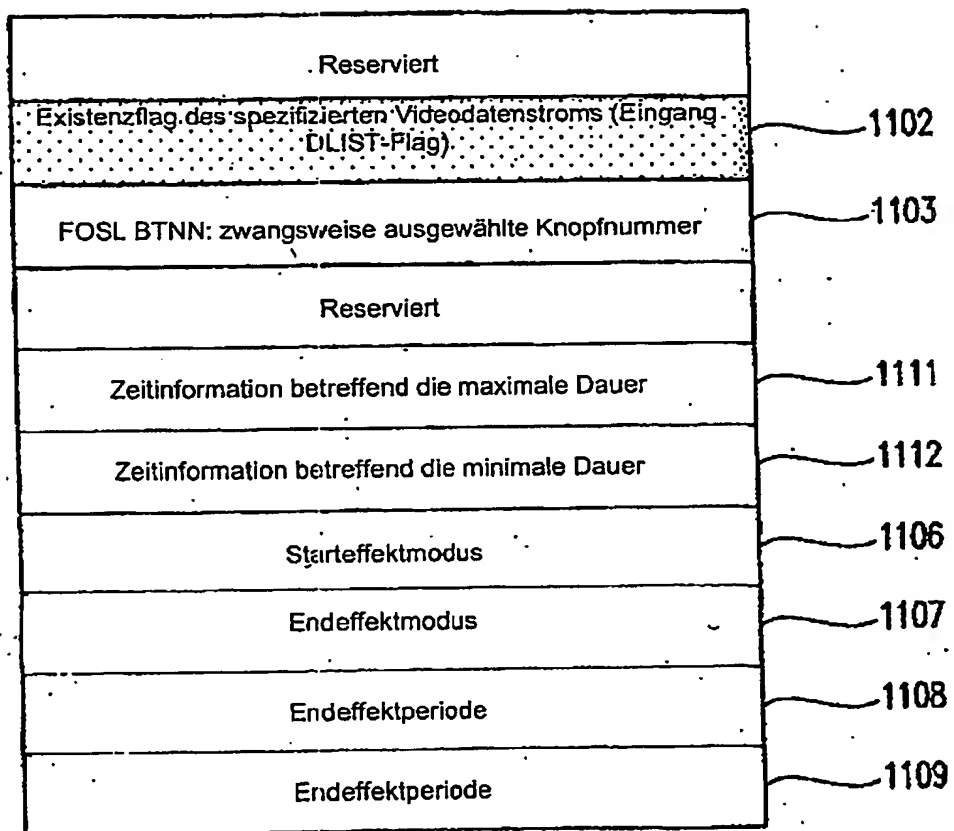 Reserviert
Existenzflag des spezifizierten Videodatenstroms (Eingang
DLIST-Flag)
1102
FOSL BTNN: zwangsweise ausgewählte Knopfnummer
1103
Reserviert
Zeitinformation betreffend die maximale Dauer
1111
Zeitinformation betreffend die minimale Dauer
1112
Starteffektmodus
1106
Endeffektmodus
1107
Endeffektperiode
1108
Endeffektperiode
1109